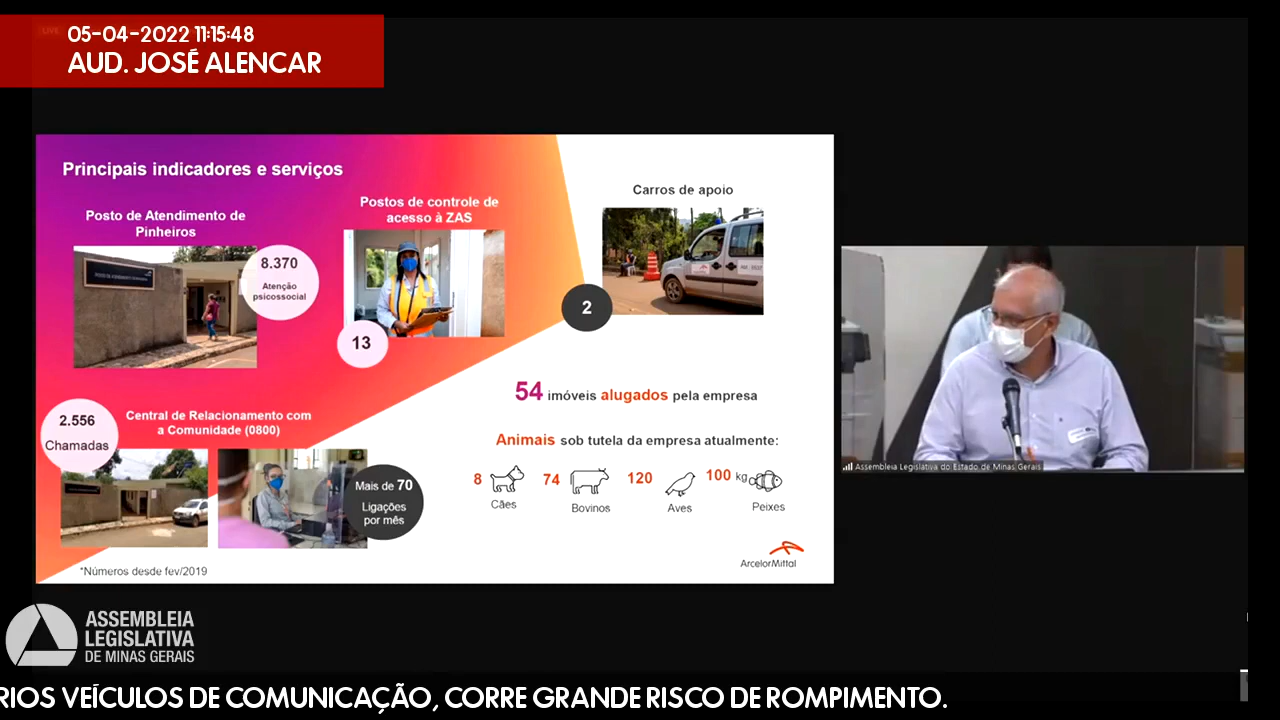 05-04-2022 11:15:48
AUD. JOSÉ ALENCAR
Principais indicadores e serviços
Posto de Atendimento de
Pinheiros
8.370
Atenção
psicossocial
Postos de controle de
acesso à ZAS
13
Carros de apoio
2
54 imóveis alugados pela empresa
Animais sob tutela da empresa atualmente:
8
Cães
74
Bovinos
120
Aves
100 kg
Peixes
2.556
Chamadas
Central de Relacionamento com
a Comunidade (0800)
Mais de 70
Ligações
por mês
*Números desde fev/2019
ArcelorMittal
Assembleia Legislativa do Estado de Minas Gerais
ASSEMBLEIA
LEGISLATIVA
DE MINAS GERAIS
RIOS VEÍCULOS DE COMUNICAÇÃO, CORRE GRANDE RISCO DE ROMPIMENTO.